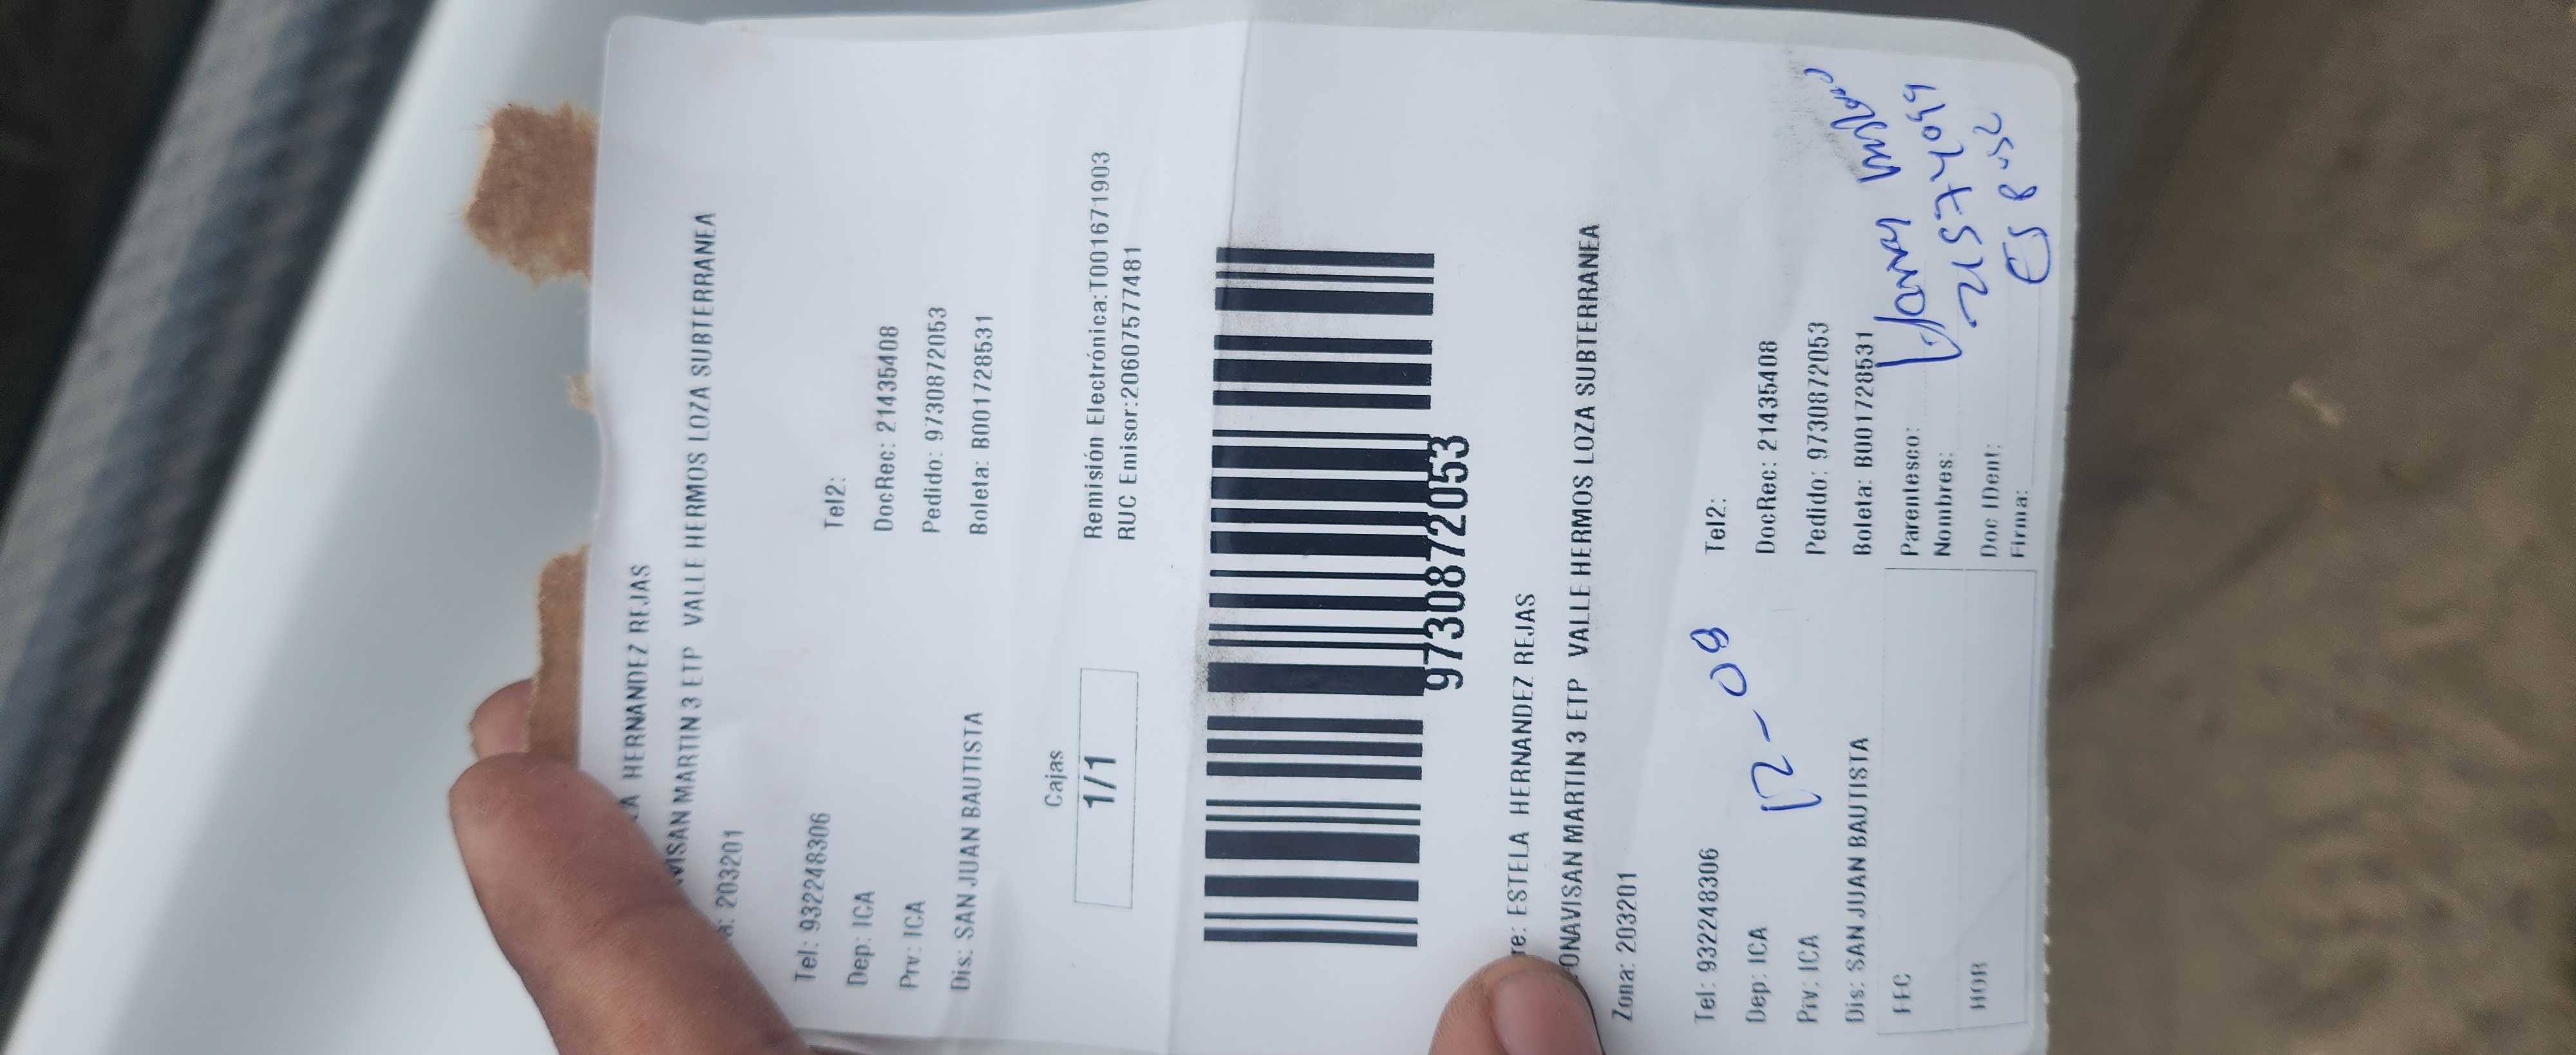 A HERNANDEZ REJAS
VISAN MARTIN 3 ETP VALLE HERMOS LOZA SUBTERRANEA
a: 203201
Tel: 932248306 Tel2:
Dep: ICA DocRec: 21435408
Prv: ICA Pedido: 9730872053
Dis: SAN JUAN BAUTISTA Boleta: B001728531
Cajas
1/1
Remisión Electrónica:T001671903
RUC Emisor:20607577481
9730872053
re: ESTELA HERNANDEZ REJAS
ONAVISAN MARTIN 3 ETP VALLE HERMOS LOZA SUBTERRANEA
Zona: 203201
Tel: 932248306 Tel2:
Dep: ICA DocRec: 21435408
12-09
Prv: ICA Pedido: 9730872053
Dis: SAN JUAN BAUTISTA Boleta: B001728531
FEC Parentesco:
Nombres:
HOR Doc IDent: 21574019
Firma: